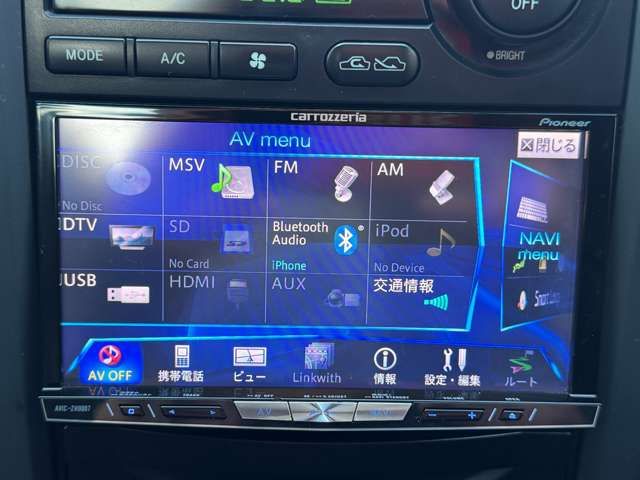 OFF
MODE
A/C
BRIGHT
carrozzeria
Pioneer
AV menu
閉じる
DISC
No Disc
MSV
FM
AM
DTV
SD
No Card
Bluetooth®
Audio
iPhone
iPod
No Device
NAVI
menu
USB
HDMI
AUX
交通情報
AV OFF
携帯電話
ビュー
Linkwith
情報
設定・編集
ルート
AV
NAVI